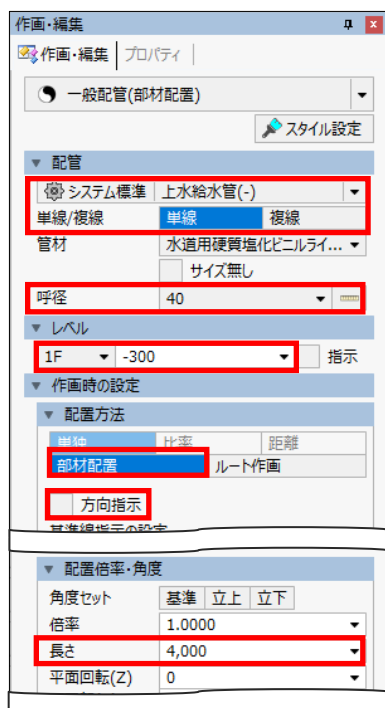 作画・編集
作画・編集 プロパティ
一般配管(部材配置)
スタイル設定
配管
システム標準 上水給水管(-)
単線/複線 単線 複線
管材 水道用硬質塩化ビニルライ...
サイズ無し
呼径 40
レベル
1F -300 指示
作画時の設定
配置方法
単独 比率 距離
部材配置 ルート作画
方向指示
基準線指示の設定
配置倍率・角度
角度セット 基準 立上 立下
倍率 1.0000
長さ 4,000
平面回転(Z) 0